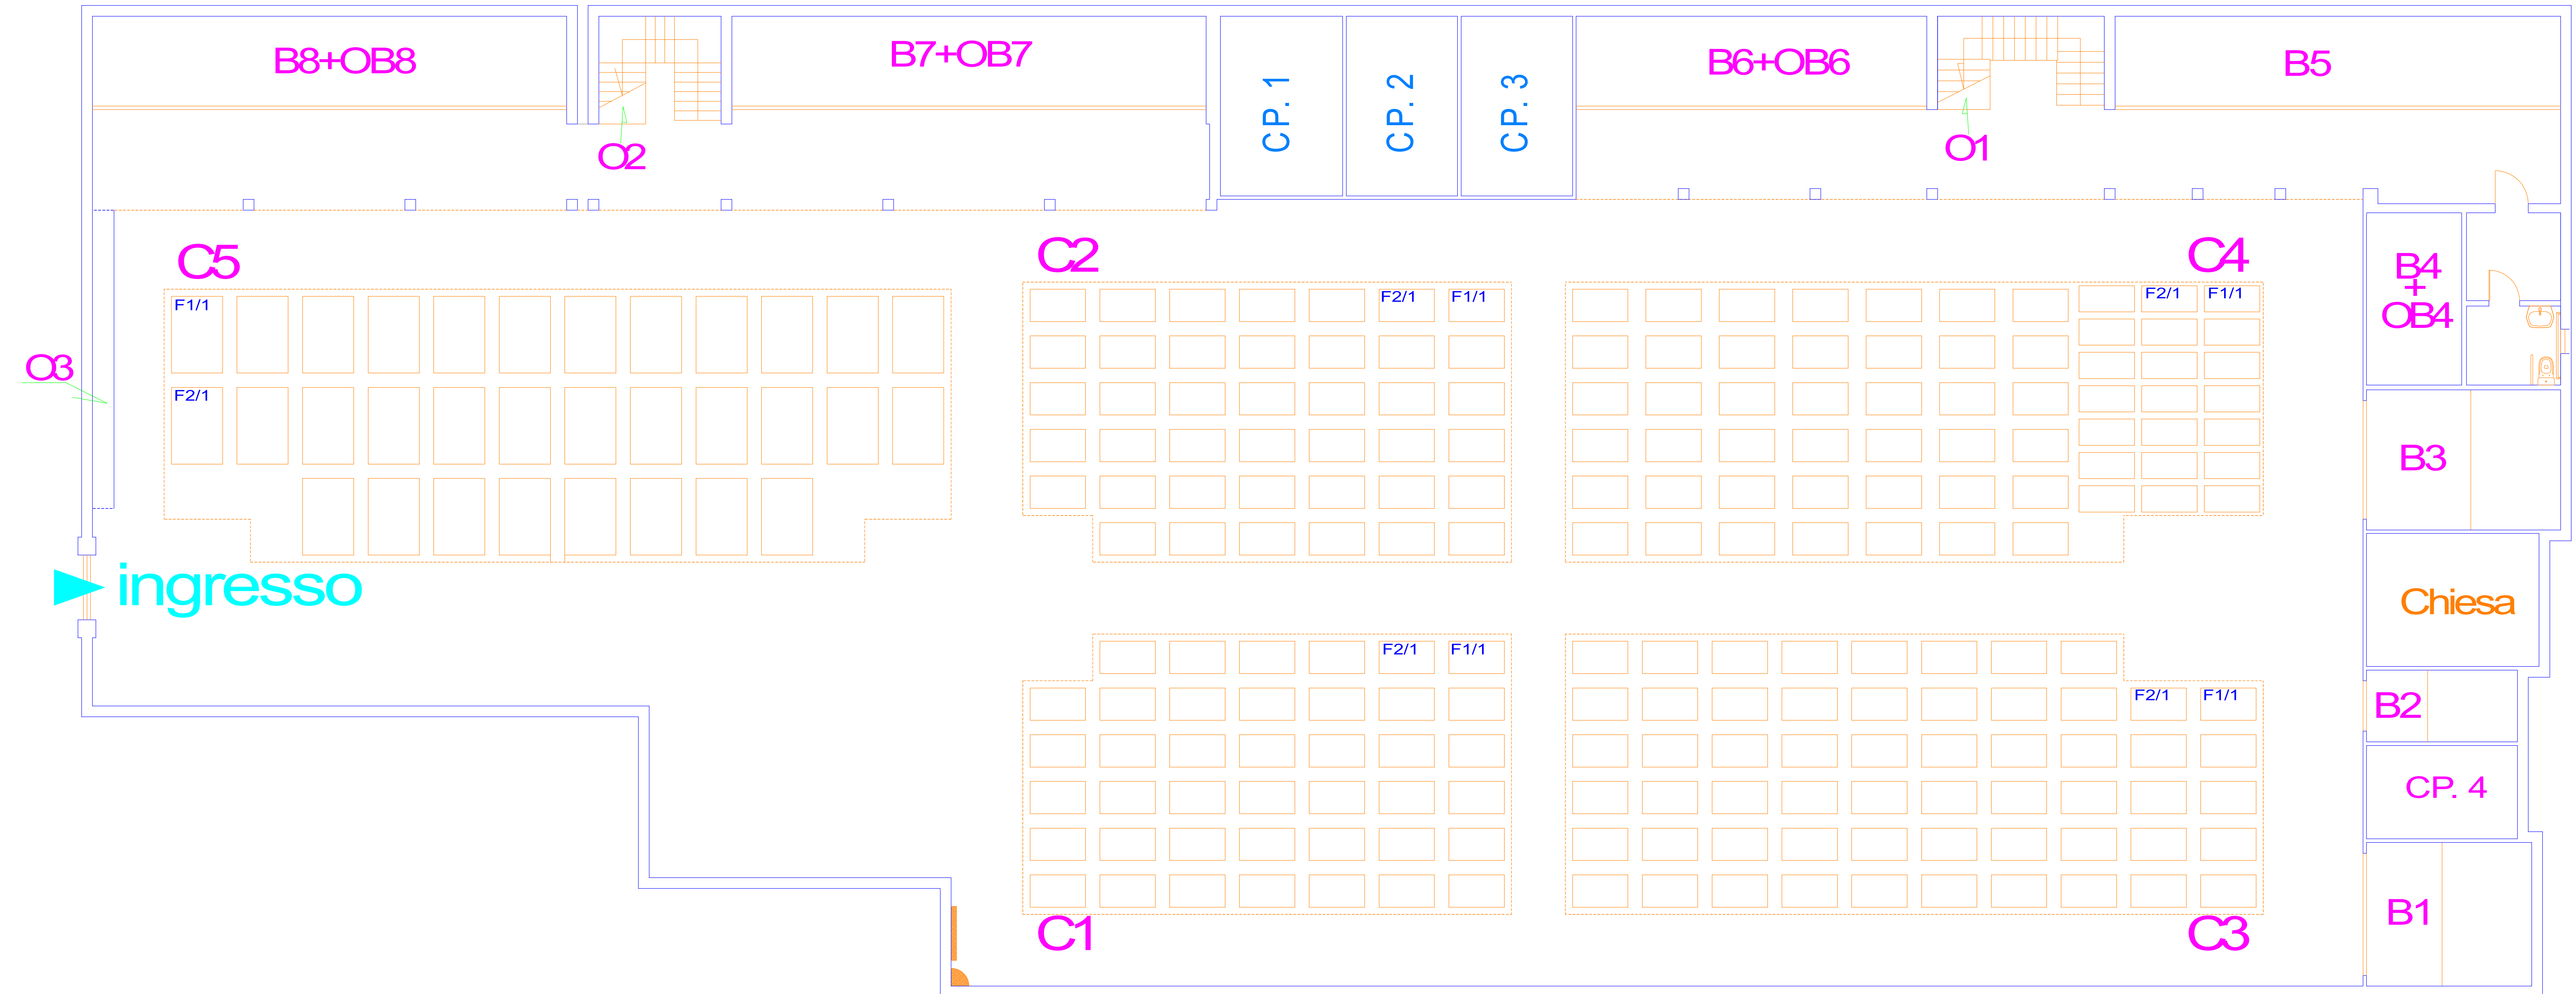 B8+OB8
B7+OB7
B6+OB6
B5
CP. 1
CP. 2
CP. 3
O2
O1
C5
C2
C4
B4
+
OB4
F1/1
F2/1
F1/1
F2/1
F1/1
O3
F2/1
B3
ingresso
Chiesa
F2/1
F1/1
F2/1
F1/1
B2
CP. 4
C1
C3
B1